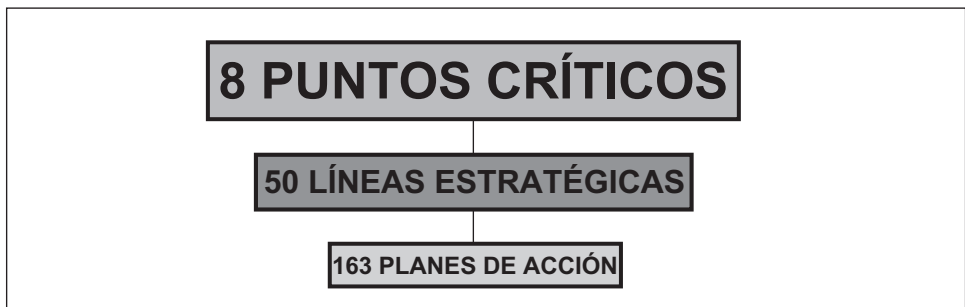 8 PUNTOS CRÍTICOS
50 LÍNEAS ESTRATÉGICAS
163 PLANES DE ACCIÓN